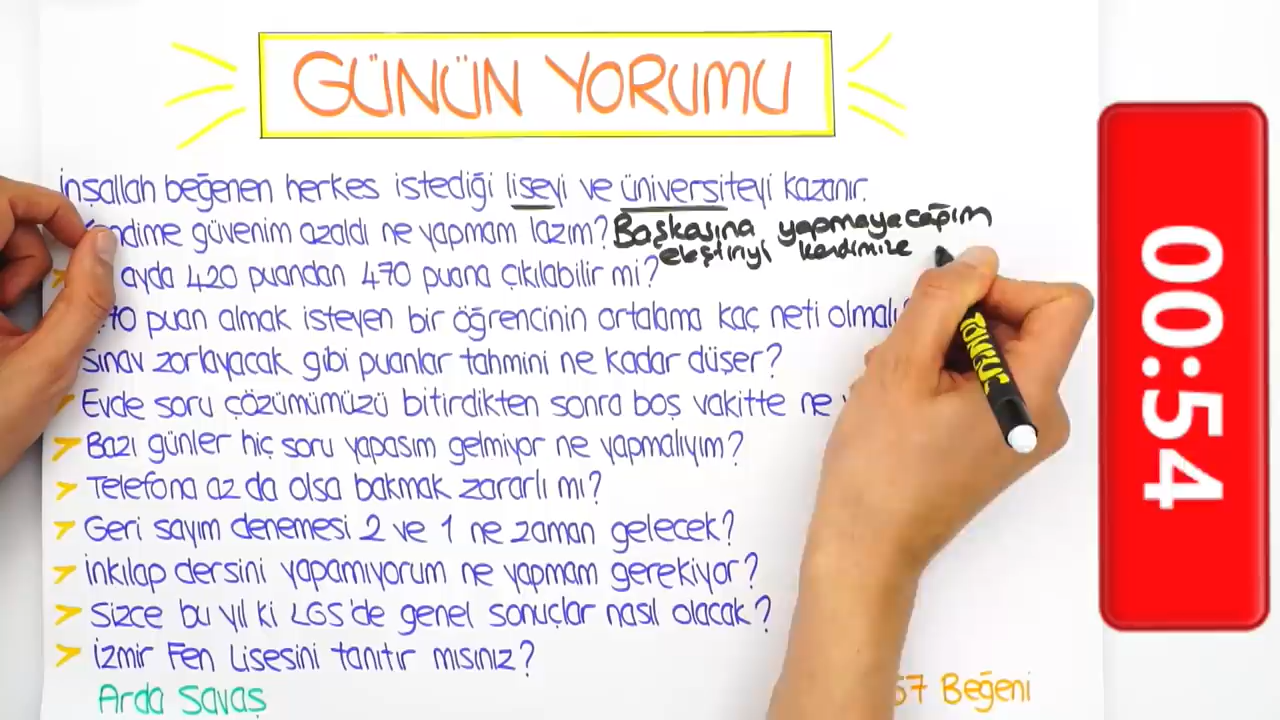 GÜNÜN YORUMU
İnşallah beğenen herkes istediği liseyi ve üniversiteyi kazanır.
Kendime güvenim azaldı ne yapmam lazım? Başkasına yapmayacağım
eleştiriyi kendimize
ayda 420 puandan 470 puana çıkılabilir mi?
puan almak isteyen bir öğrencinin ortalama kaç neti olmalı
Sınav zorlayacak gibi puanlar tahmini ne kadar düşer?
Evde soru çözümümüzü bitirdikten sonra boş vakitte ne
Bazı günler hiç soru yapasım gelmiyor ne yapmalıyım?
Telefona az da olsa bakmak zararlı mı?
Geri sayım denemesi 2 ve 1 ne zaman gelecek?
İnkılap dersini yapamıyorum ne yapmam gerekiyor?
Sizce bu yıl ki LGS'de genel sonuçlar nasıl olacak?
İzmir Fen Lisesini tanıtır mısınız?
Arda Savaş
57 Beğeni
TONGUÇ
00:54